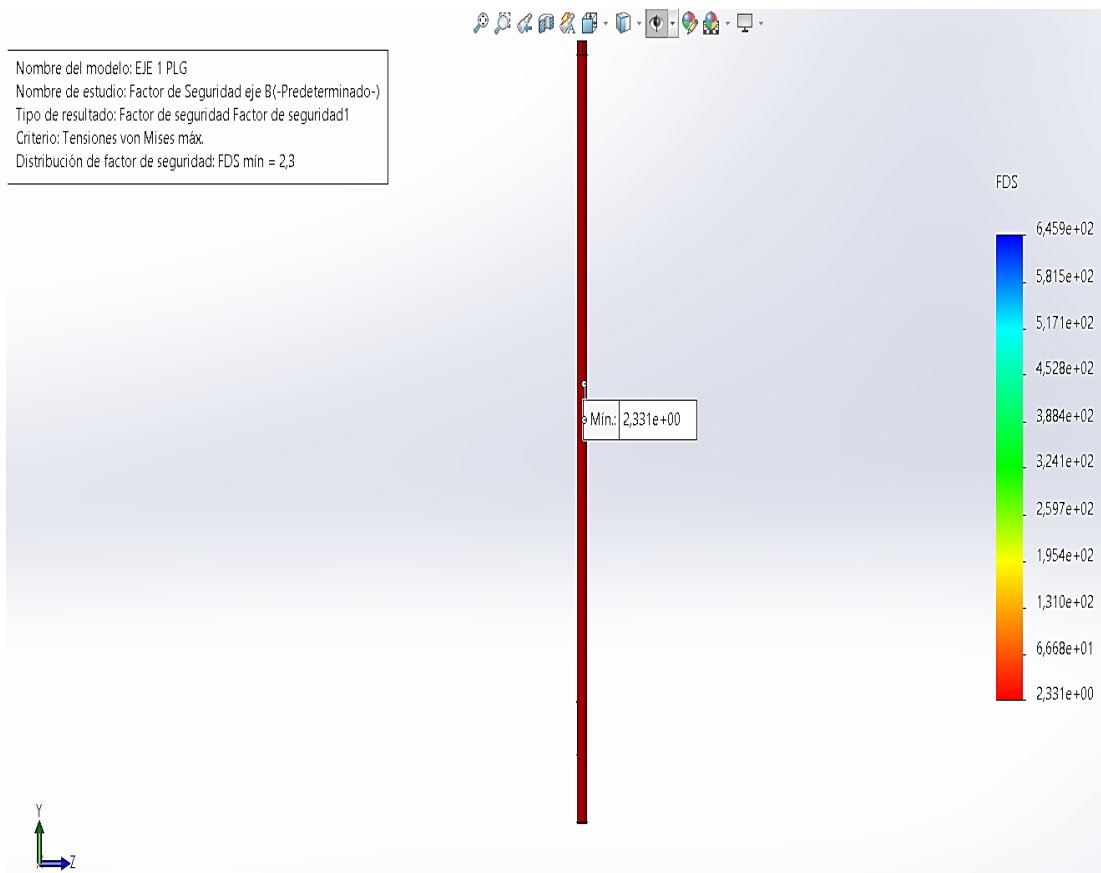 Nombre del modelo: EJE 1 PLG
Nombre de estudio: Factor de Seguridad eje B(-Predeterminado-)
Tipo de resultado: Factor de seguridad Factor de seguridad1
Criterio: Tensiones von Mises máx.
Distribución de factor de seguridad: FDS mín = 2,3
FDS
6,459e+02
5,815e+02
5,171e+02
4,528e+02
3,884e+02
3,241e+02
2,597e+02
1,954e+02
1,310e+02
6,668e+01
2,331e+00
Mín.: 2,331e+00
Y
Z